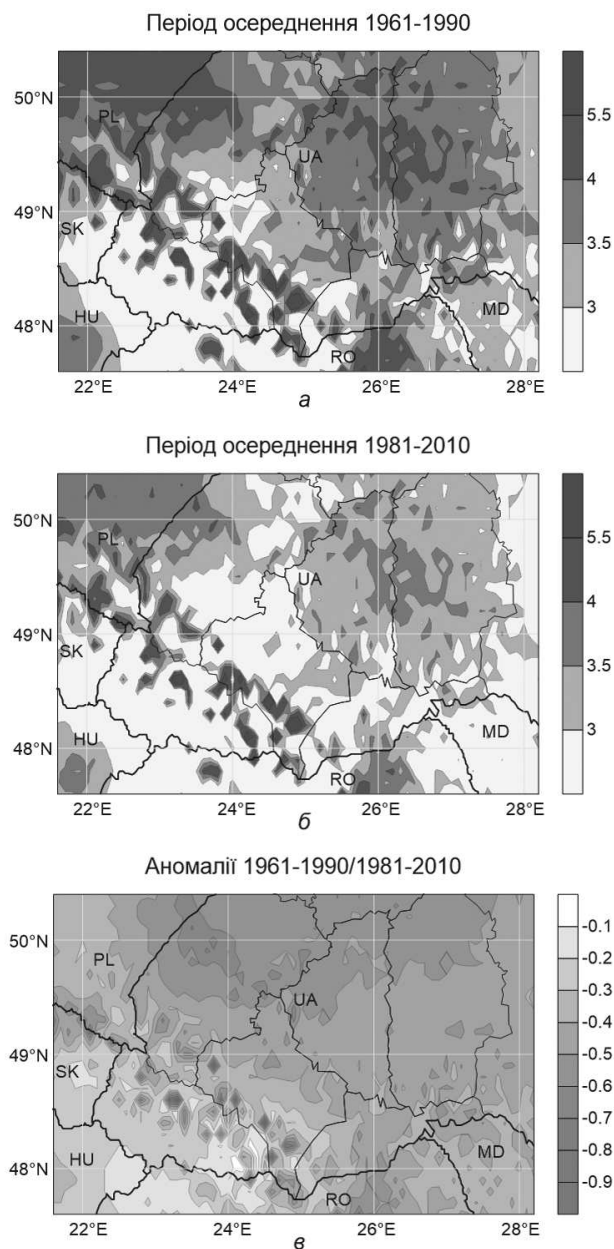 Період осереднення 1961-1990
50°N
PL
5.5
UA
4
49°N
SK
3.5
HU
MD
3
48°N
RO
22°E 24°E 26°E 28°E
а
Період осереднення 1981-2010
50°N
PL
5.5
UA
4
49°N
SK
3.5
HU
MD
3
48°N
RO
22°E 24°E 26°E 28°E
б
Аномалії 1961-1990/1981-2010
-0.1
50°N
PL
-0.2
UA
-0.3
-0.4
49°N
SK
-0.5
-0.6
-0.7
HU
MD
-0.8
48°N
RO
-0.9
22°E 24°E 26°E 28°E
в